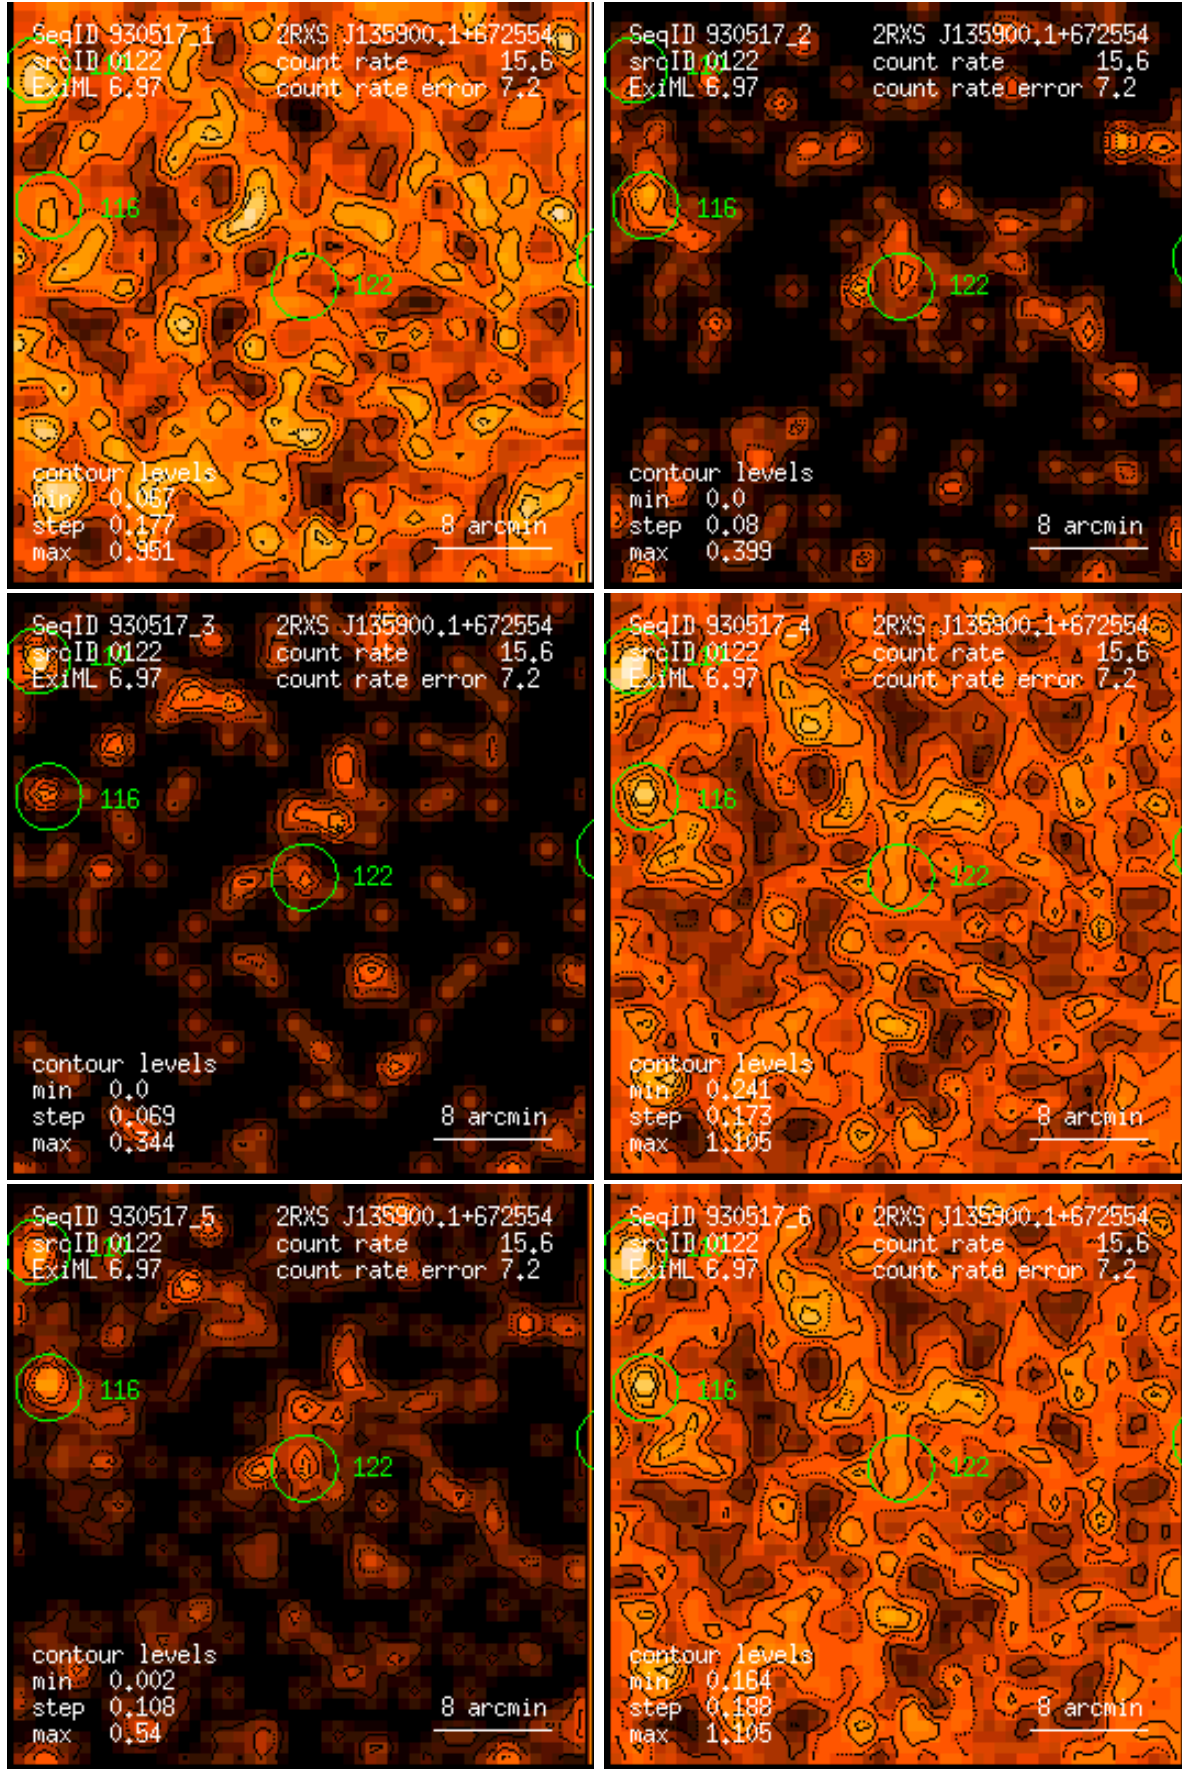 SeqID 930517_1 2RXS J135900.1+672554
srcID 0122 count rate 15.6
ExiML 6.97 count rate error 7.2
116
122
contour levels
min 0.067
step 0.177
max 0.951
8 arcmin
SeqID 930517_2 2RXS J135900.1+672554
srcID 0122 count rate 15.6
ExiML 6.97 count rate error 7.2
116
122
contour levels
min 0.0
step 0.08
max 0.399
8 arcmin
SeqID 930517_3 2RXS J135900.1+672554
srcID 0122 count rate 15.6
ExiML 6.97 count rate error 7.2
116
122
contour levels
min 0.0
step 0.069
max 0.344
8 arcmin
SeqID 930517_4 2RXS J135900.1+672554
srcID 0122 count rate 15.6
ExiML 6.97 count rate error 7.2
116
122
contour levels
min 0.241
step 0.173
max 1.105
8 arcmin
SeqID 930517_5 2RXS J135900.1+672554
srcID 0122 count rate 15.6
ExiML 6.97 count rate error 7.2
116
122
contour levels
min 0.002
step 0.108
max 0.54
8 arcmin
SeqID 930517_6 2RXS J135900.1+672554
srcID 0122 count rate 15.6
ExiML 6.97 count rate error 7.2
116
122
contour levels
min 0.164
step 0.188
max 1.105
8 arcmin